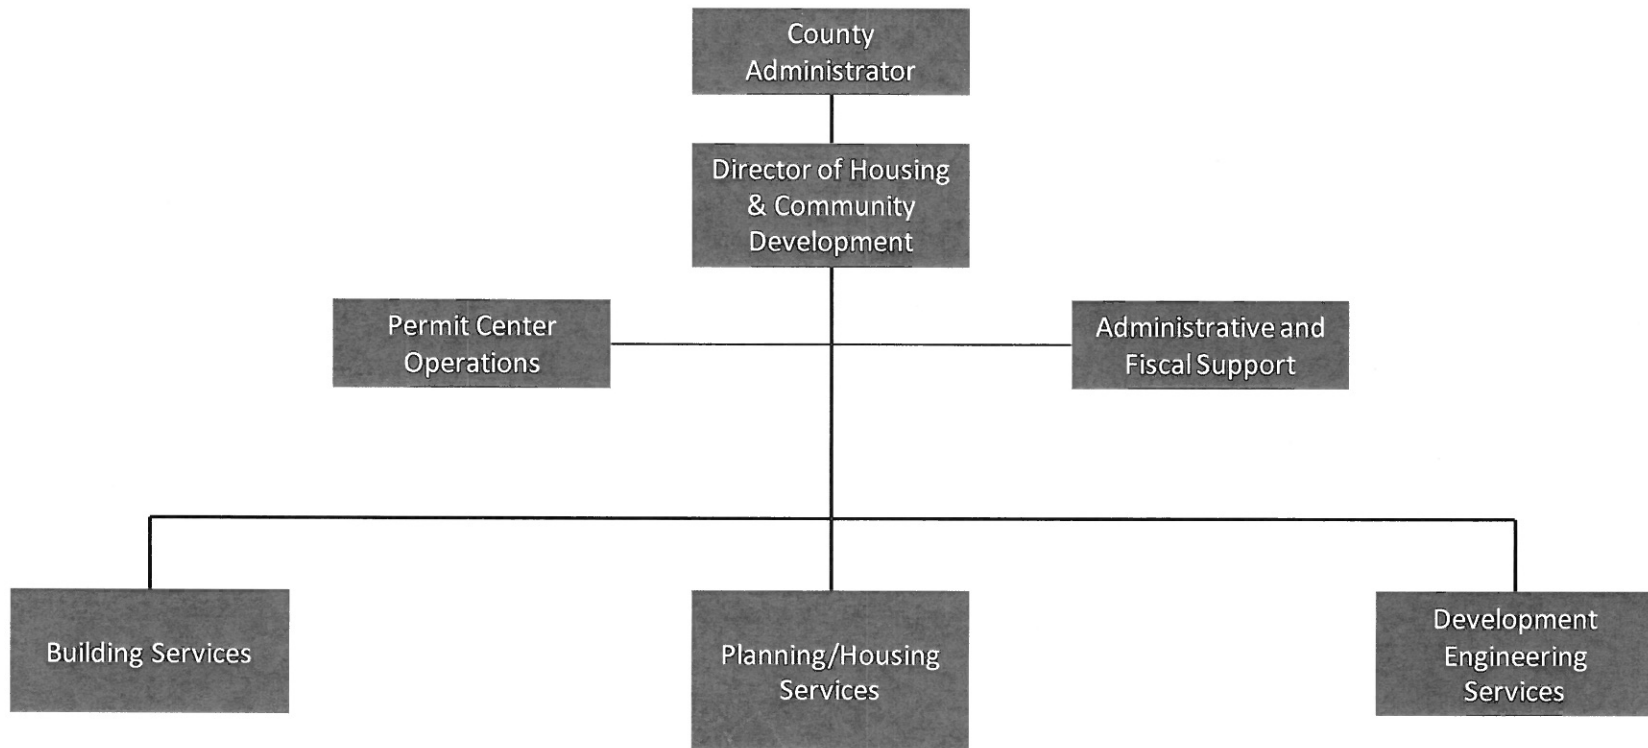 County
Administrator
Director of Housing
& Community
Development
Permit Center
Operations
Administrative and
Fiscal Support
Building Services
Planning/Housing
Services
Development
Engineering
Services